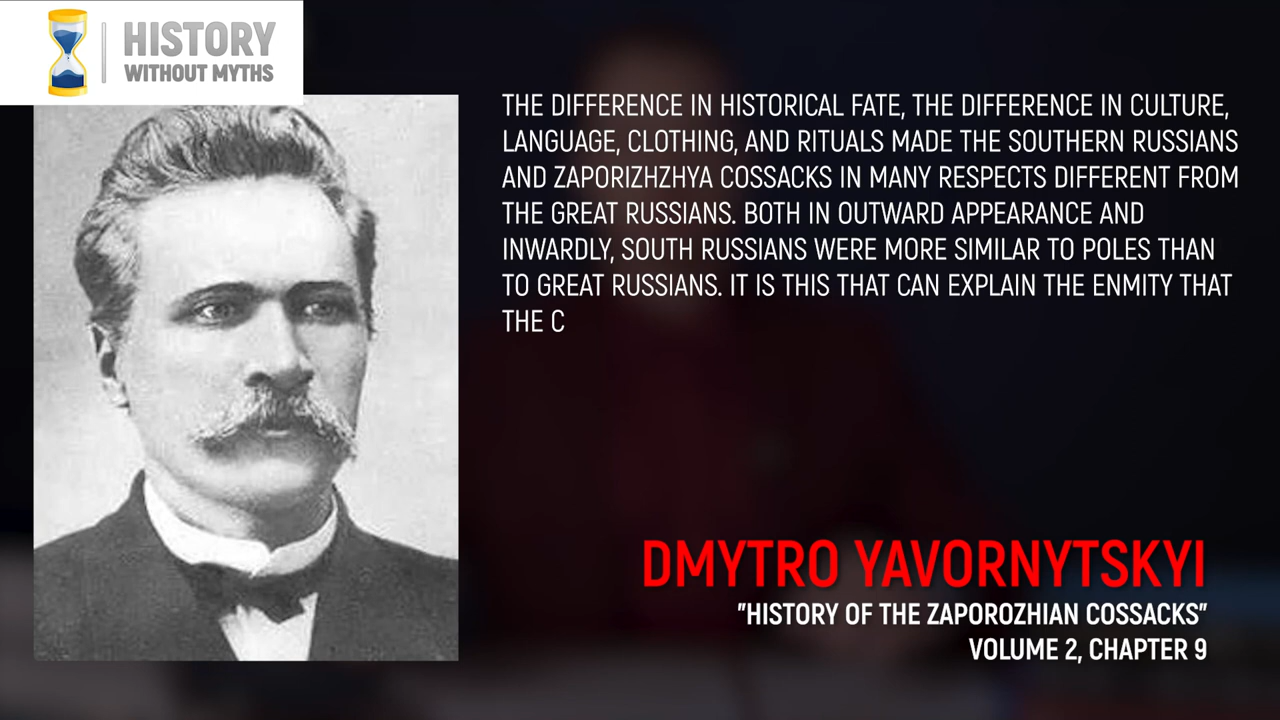 HISTORY
WITHOUT MYTHS
THE DIFFERENCE IN HISTORICAL FATE, THE DIFFERENCE IN CULTURE,
LANGUAGE, CLOTHING, AND RITUALS MADE THE SOUTHERN RUSSIANS
AND ZAPORIZHZHYA COSSACKS IN MANY RESPECTS DIFFERENT FROM
THE GREAT RUSSIANS. BOTH IN OUTWARD APPEARANCE AND
INWARDLY, SOUTH RUSSIANS WERE MORE SIMILAR TO POLES THAN
TO GREAT RUSSIANS. IT IS THIS THAT CAN EXPLAIN THE ENMITY THAT
THE C
DMYTRO YAVORNYTSKYI
"HISTORY OF THE ZAPOROZHIAN COSSACKS"
VOLUME 2, CHAPTER 9